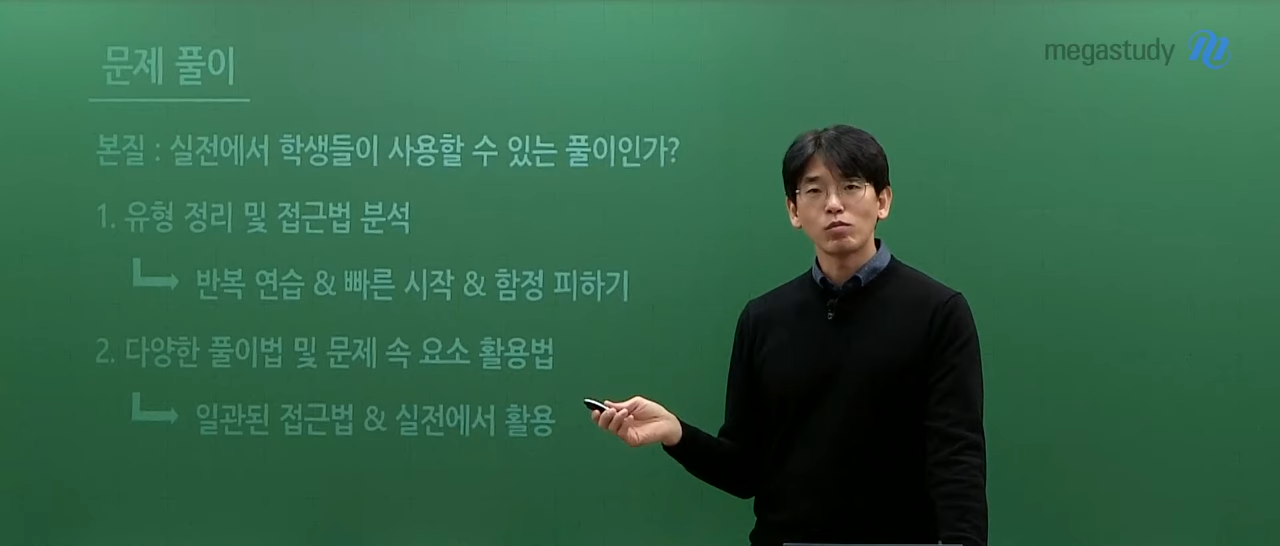 문제 풀이
megastudy
본질 : 실전에서 학생들이 사용할 수 있는 풀이인가?
1. 유형 정리 및 접근법 분석
반복 연습 & 빠른 시작 & 함정 피하기
2. 다양한 풀이법 및 문제 속 요소 활용법
일관된 접근법 & 실전에서 활용